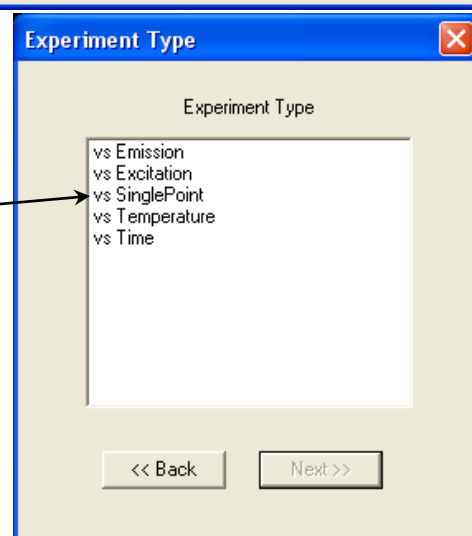 Experiment Type
Experiment Type
vs Emission
vs Excitation
vs SinglePoint
vs Temperature
vs Time
<< Back
Next >>